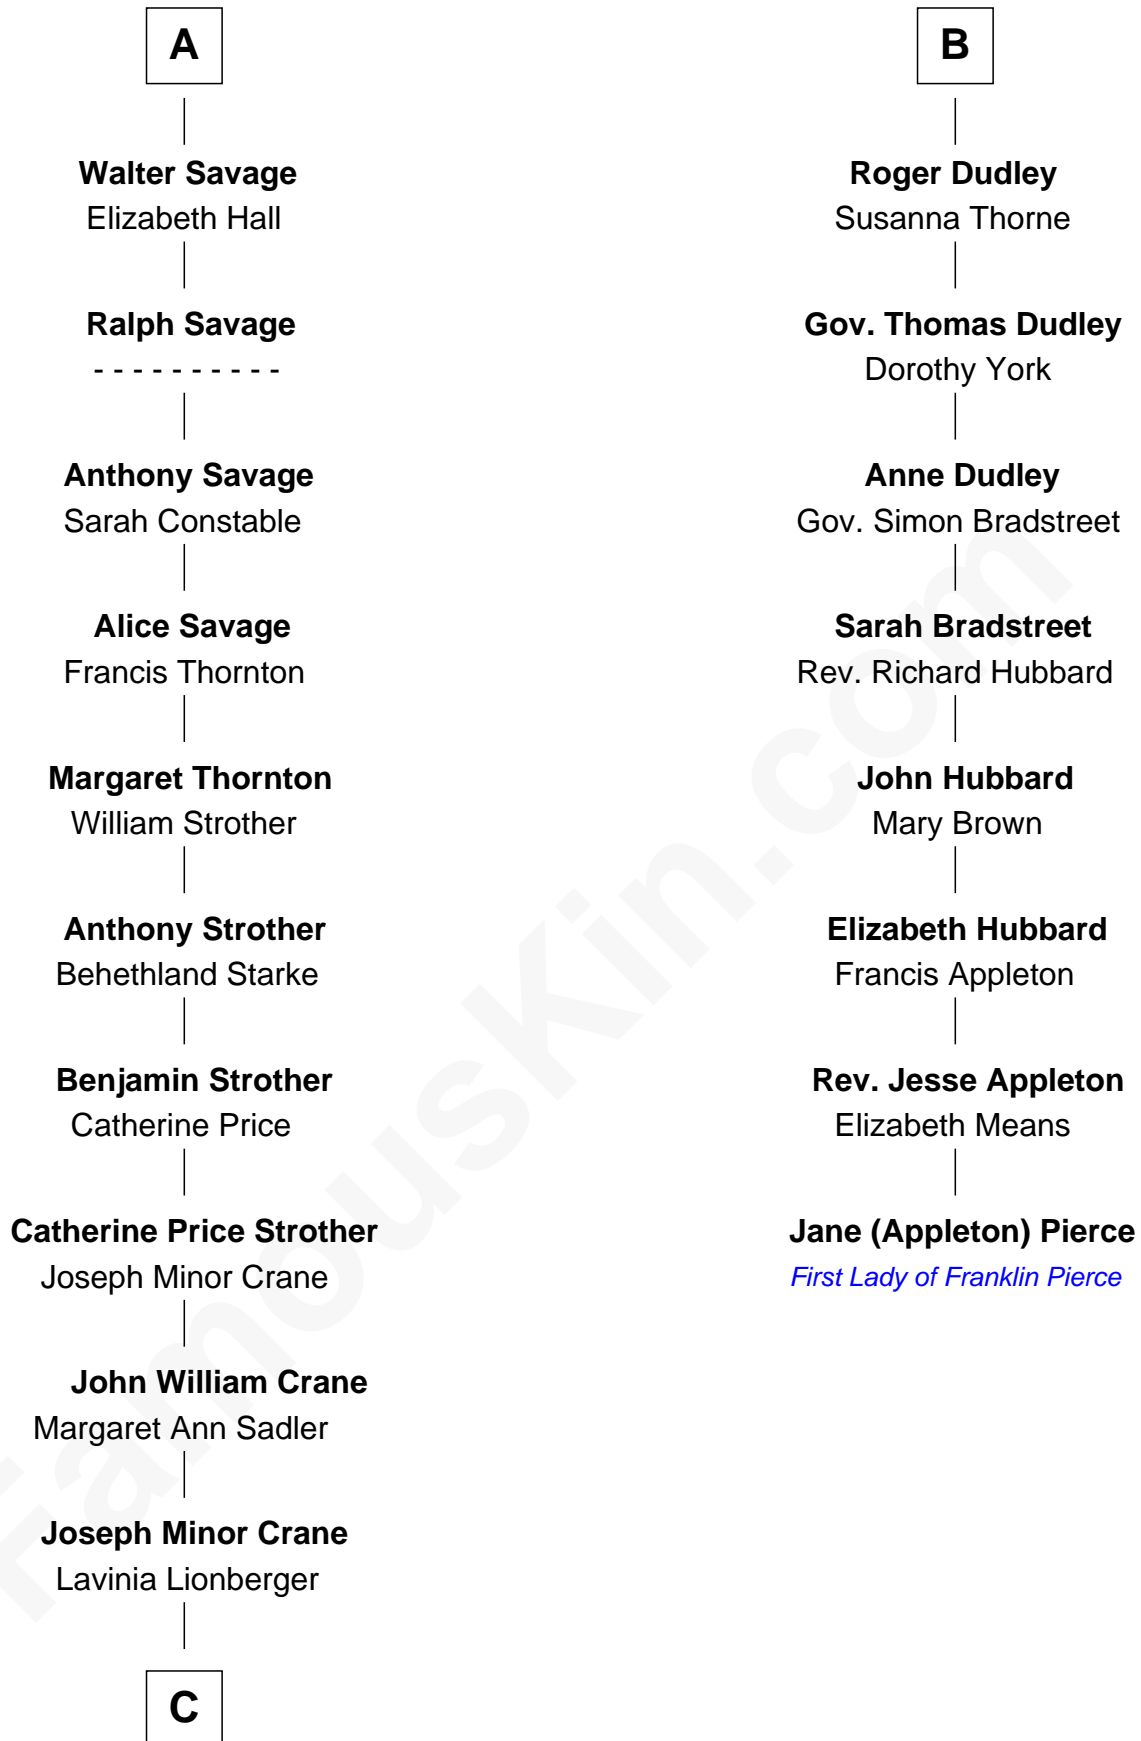 A
Walter Savage
Elizabeth Hall
Ralph Savage
- - - - - - - - - -
Anthony Savage
Sarah Constable
Alice Savage
Francis Thornton
Margaret Thornton
William Strother
Anthony Strother
Behethland Starke
Benjamin Strother
Catherine Price
Catherine Price Strother
Joseph Minor Crane
John William Crane
Margaret Ann Sadler
Joseph Minor Crane
Lavinia Lionberger
C
B
Roger Dudley
Susanna Thorne
Gov. Thomas Dudley
Dorothy York
Anne Dudley
Gov. Simon Bradstreet
Sarah Bradstreet
Rev. Richard Hubbard
John Hubbard
Mary Brown
Elizabeth Hubbard
Francis Appleton
Rev. Jesse Appleton
Elizabeth Means
Jane (Appleton) Pierce
First Lady of Franklin Pierce
FamousKin.com